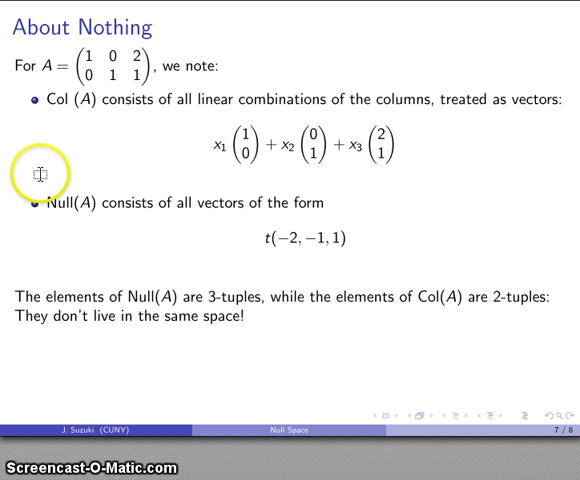 About Nothing
For A = (1 0 2
0 1 1), we note:
Col (A) consists of all linear combinations of the columns, treated as vectors:
x₁ (1 0) + x₂ (0 1) + x₃ (2 1)
Null(A) consists of all vectors of the form
t(−2, −1, 1)
The elements of Null(A) are 3-tuples, while the elements of Col(A) are 2-tuples:
They don't live in the same space!
J. Suzuki (CUNY) Null Space 7 / 8
Screencast-O-Matic.com